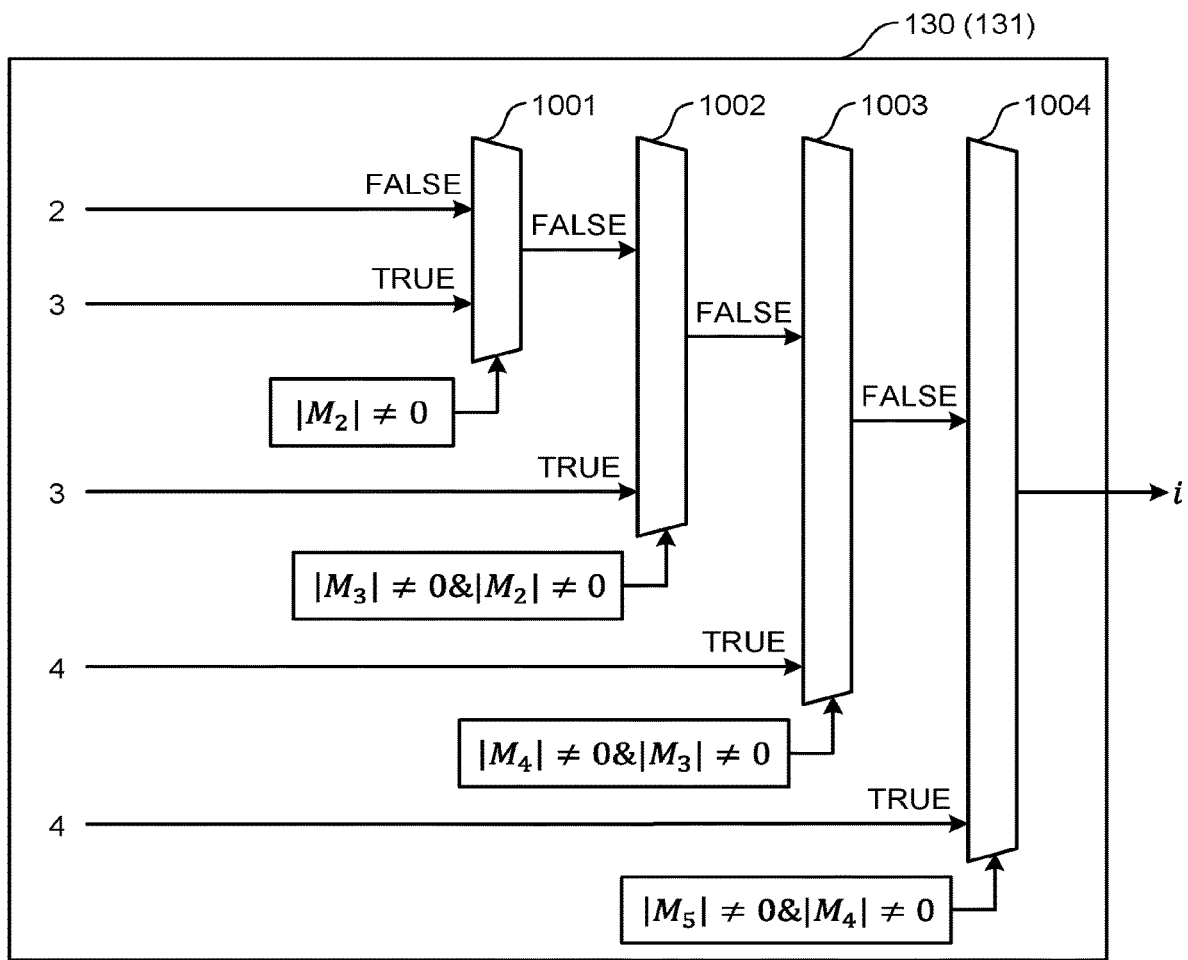 130 (131)
1001
1002
1003
1004
2
FALSE
FALSE
3
TRUE
FALSE
|M₂| ≠ 0
FALSE
3
TRUE
i
|M₃| ≠ 0&|M₂| ≠ 0
4
TRUE
|M₄| ≠ 0&|M₃| ≠ 0
4
TRUE
|M₅| ≠ 0&|M₄| ≠ 0